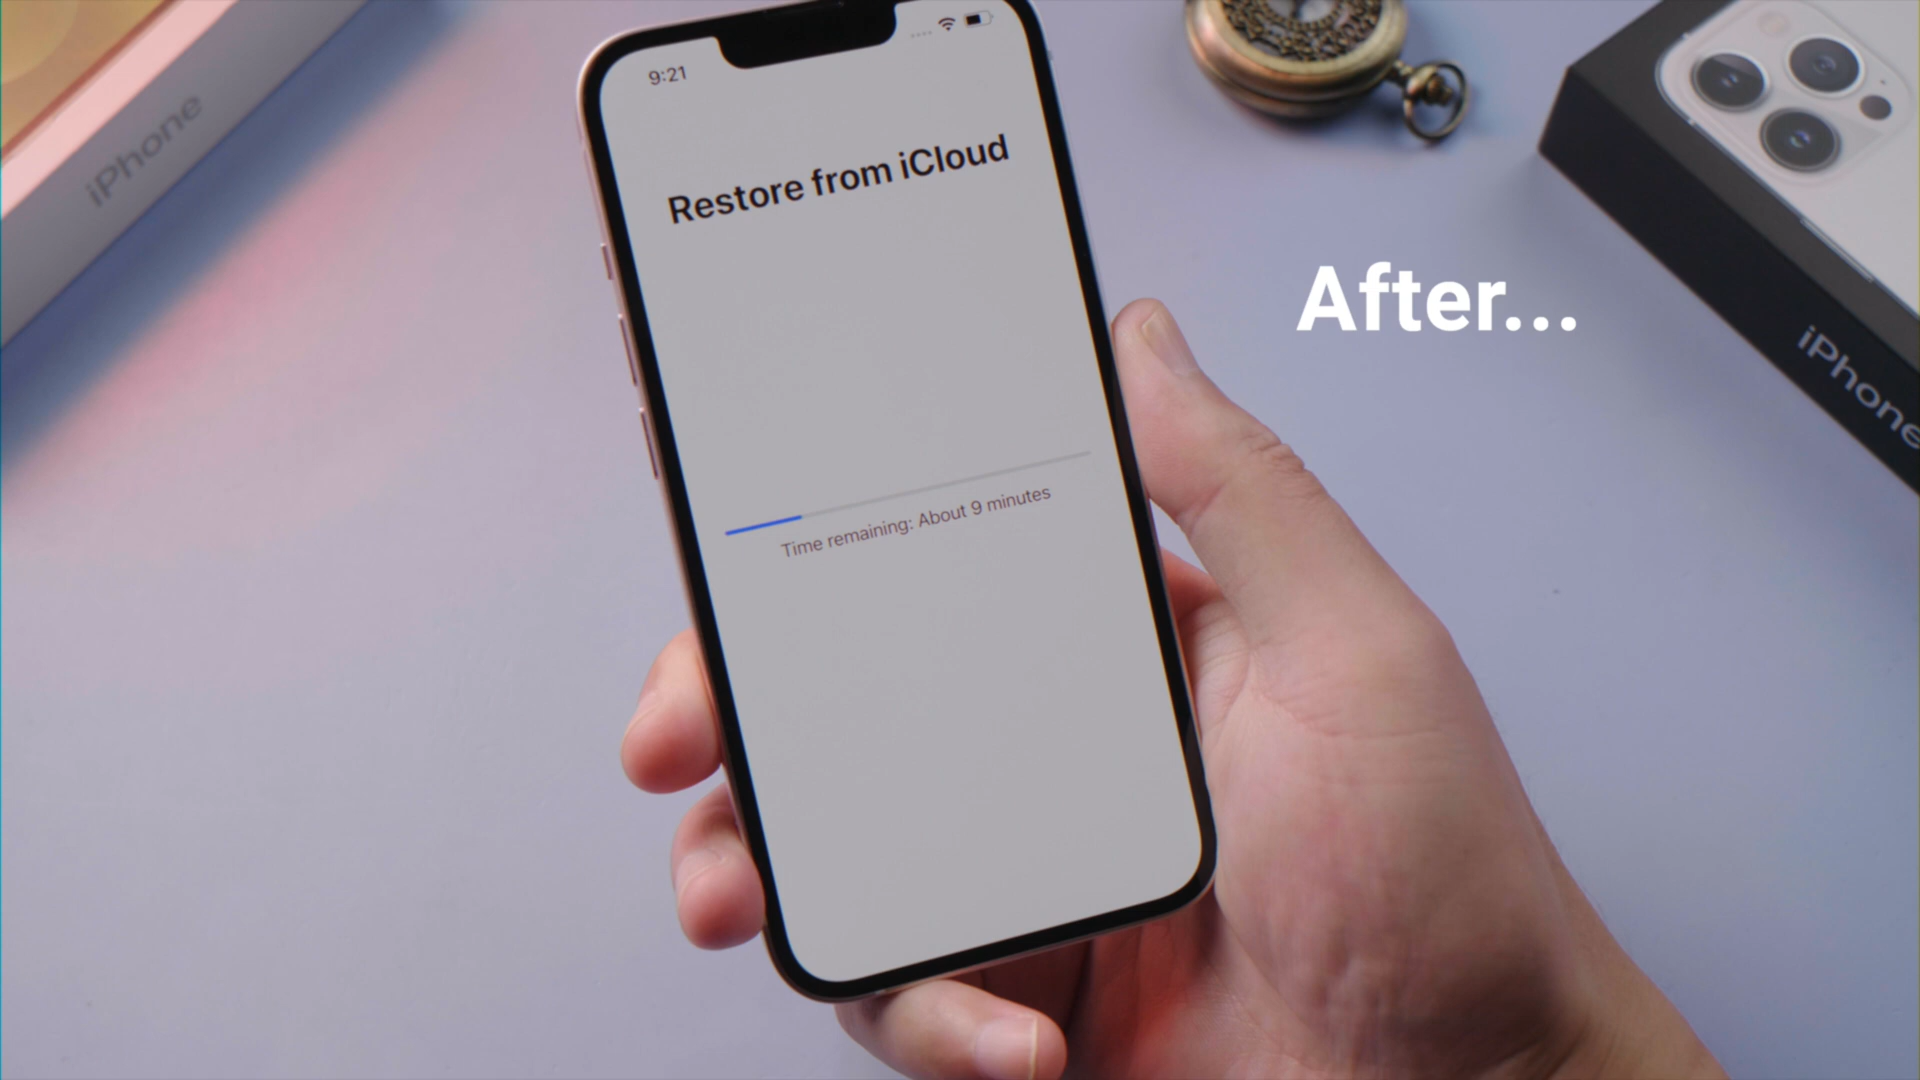 iPhone
9:21
Restore from iCloud
Time remaining: About 9 minutes
After...
iPhone